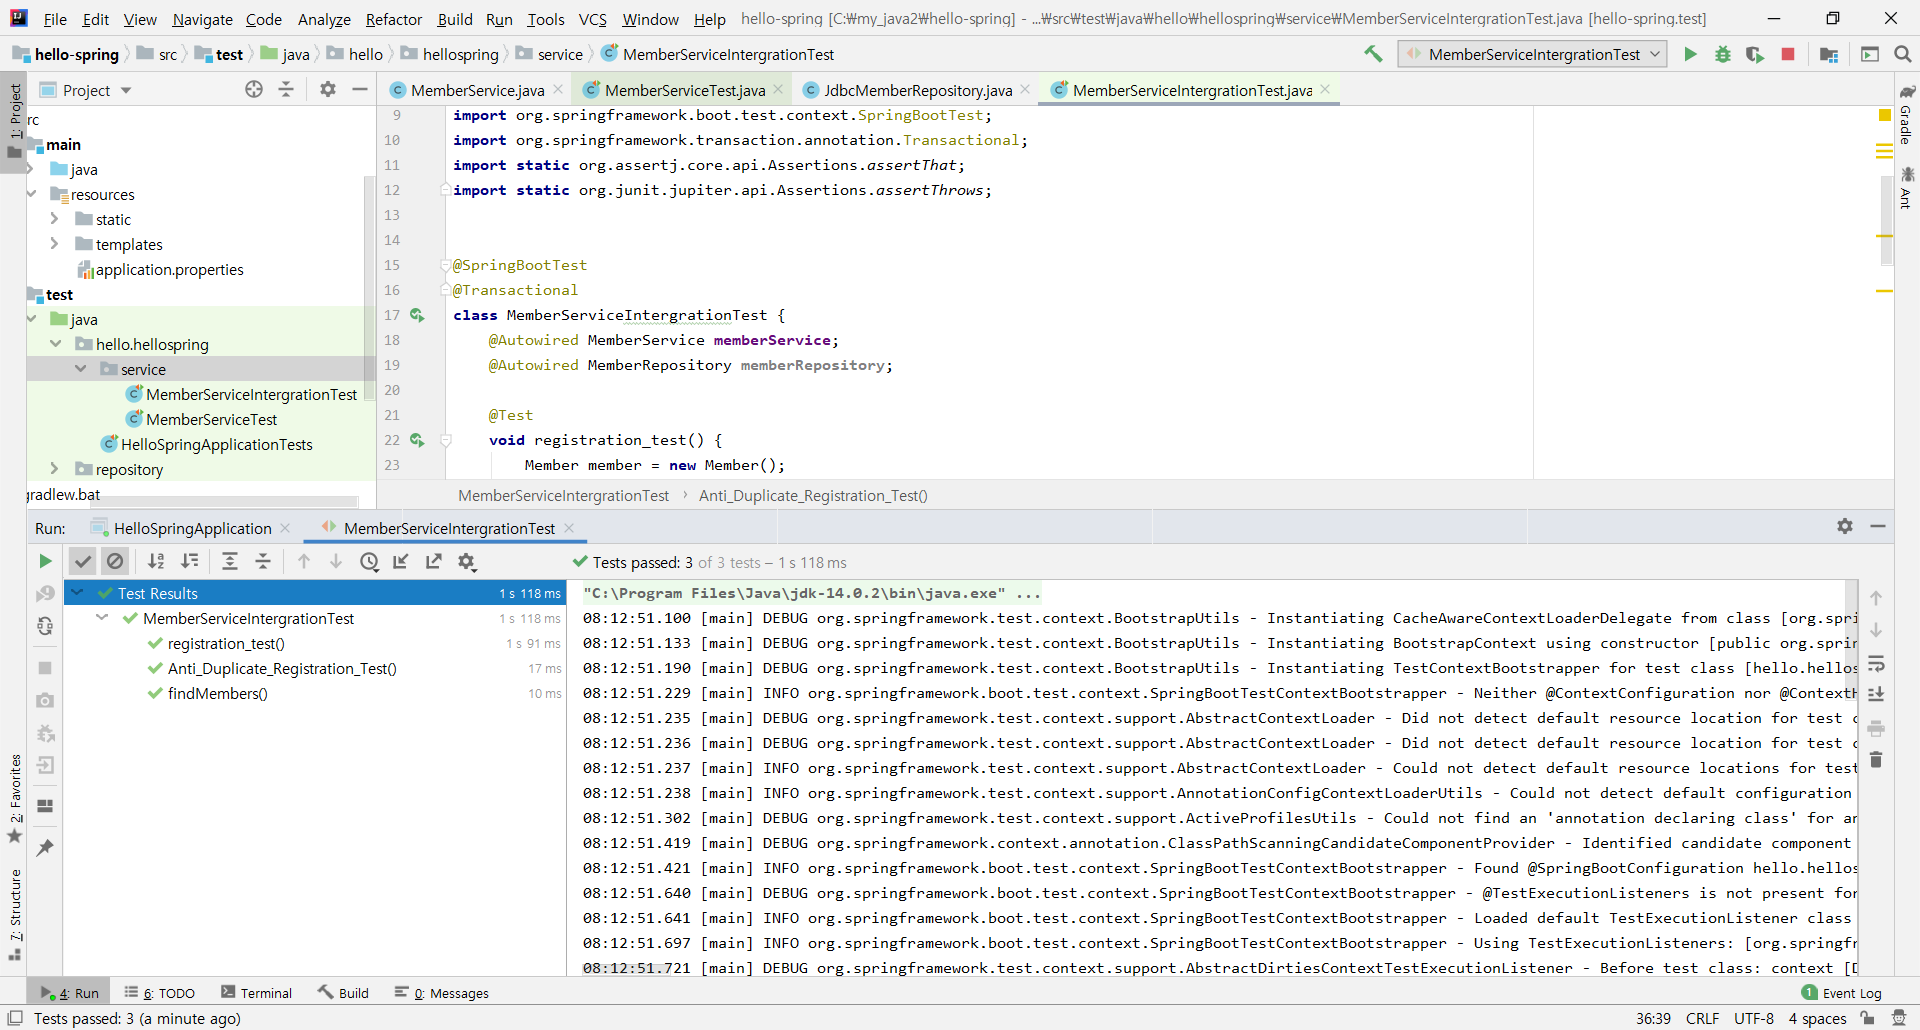 File Edit View Navigate Code Analyze Refactor Build Run Tools VCS Window Help hello-spring [C:₩my_java2₩hello-spring] - ...₩src₩test₩java₩hello₩hellospring₩service₩MemberServiceIntergrationTest.java [hello-spring.test]
hello-spring src test java hello hellospring service MemberServiceIntergrationTest MemberServiceIntergrationTest
1: Project
Project
MemberService.java MemberServiceTest.java JdbcMemberRepository.java MemberServiceIntergrationTest.java
rc
main
java
resources
static
templates
application.properties
test
java
hello.hellospring
service
MemberServiceIntergrationTest
MemberServiceTest
HelloSpringApplicationTests
repository
gradlew.bat
9 import org.springframework.boot.test.context.SpringBootTest;
10 import org.springframework.transaction.annotation.Transactional;
11 import static org.assertj.core.api.Assertions.assertThat;
12 import static org.junit.jupiter.api.Assertions.assertThrows;
13
14
15 @SpringBootTest
16 @Transactional
17 class MemberServiceIntergrationTest {
18 @Autowired MemberService memberService;
19 @Autowired MemberRepository memberRepository;
20
21 @Test
22 void registration_test() {
23 Member member = new Member();
MemberServiceIntergrationTest › Anti_Duplicate_Registration_Test()
Gradle
Ant
Run: HelloSpringApplication MemberServiceIntergrationTest
Tests passed: 3 of 3 tests – 1 s 118 ms
Test Results 1 s 118 ms
MemberServiceIntergrationTest 1 s 118 ms
registration_test() 1 s 91 ms
Anti_Duplicate_Registration_Test() 17 ms
findMembers() 10 ms
"C:\Program Files\Java\jdk-14.0.2\bin\java.exe" ...
08:12:51.100 [main] DEBUG org.springframework.test.context.BootstrapUtils - Instantiating CacheAwareContextLoaderDelegate from class [org.spri
08:12:51.133 [main] DEBUG org.springframework.test.context.BootstrapUtils - Instantiating BootstrapContext using constructor [public org.sprin
08:12:51.190 [main] DEBUG org.springframework.test.context.BootstrapUtils - Instantiating TestContextBootstrapper for test class [hello.hellos
08:12:51.229 [main] INFO org.springframework.boot.test.context.SpringBootTestContextBootstrapper - Neither @ContextConfiguration nor @ContextH
08:12:51.235 [main] DEBUG org.springframework.test.context.support.AbstractContextLoader - Did not detect default resource location for test c
08:12:51.236 [main] DEBUG org.springframework.test.context.support.AbstractContextLoader - Did not detect default resource location for test c
08:12:51.237 [main] INFO org.springframework.test.context.support.AbstractContextLoader - Could not detect default resource locations for test
08:12:51.238 [main] INFO org.springframework.test.context.support.AnnotationConfigContextLoaderUtils - Could not detect default configuration
08:12:51.302 [main] DEBUG org.springframework.test.context.support.ActiveProfilesUtils - Could not find an 'annotation declaring class' for an
08:12:51.419 [main] DEBUG org.springframework.context.annotation.ClassPathScanningCandidateComponentProvider - Identified candidate component
08:12:51.421 [main] INFO org.springframework.boot.test.context.SpringBootTestContextBootstrapper - Found @SpringBootConfiguration hello.hellos
08:12:51.640 [main] DEBUG org.springframework.boot.test.context.SpringBootTestContextBootstrapper - @TestExecutionListeners is not present for
08:12:51.641 [main] INFO org.springframework.boot.test.context.SpringBootTestContextBootstrapper - Loaded default TestExecutionListener class
08:12:51.697 [main] INFO org.springframework.boot.test.context.SpringBootTestContextBootstrapper - Using TestExecutionListeners: [org.springfr
08:12:51.721 [main] DEBUG org.springframework.test.context.support.AbstractDirtiesContextTestExecutionListener - Before test class: context [D
2: Favorites
7: Structure
4: Run 6: TODO Terminal Build 0: Messages 1 Event Log
Tests passed: 3 (a minute ago) 36:39 CRLF UTF-8 4 spaces